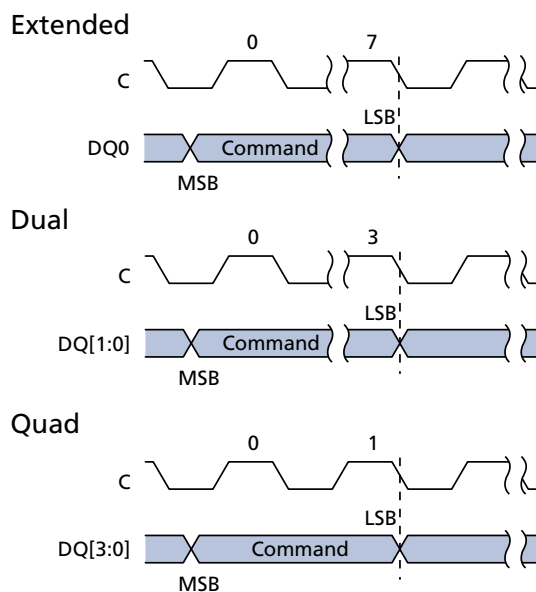 Extended
0 7
C
LSB
DQ0 Command
MSB
Dual
0 3
C
LSB
DQ[1:0] Command
MSB
Quad
0 1
C
LSB
DQ[3:0] Command
MSB